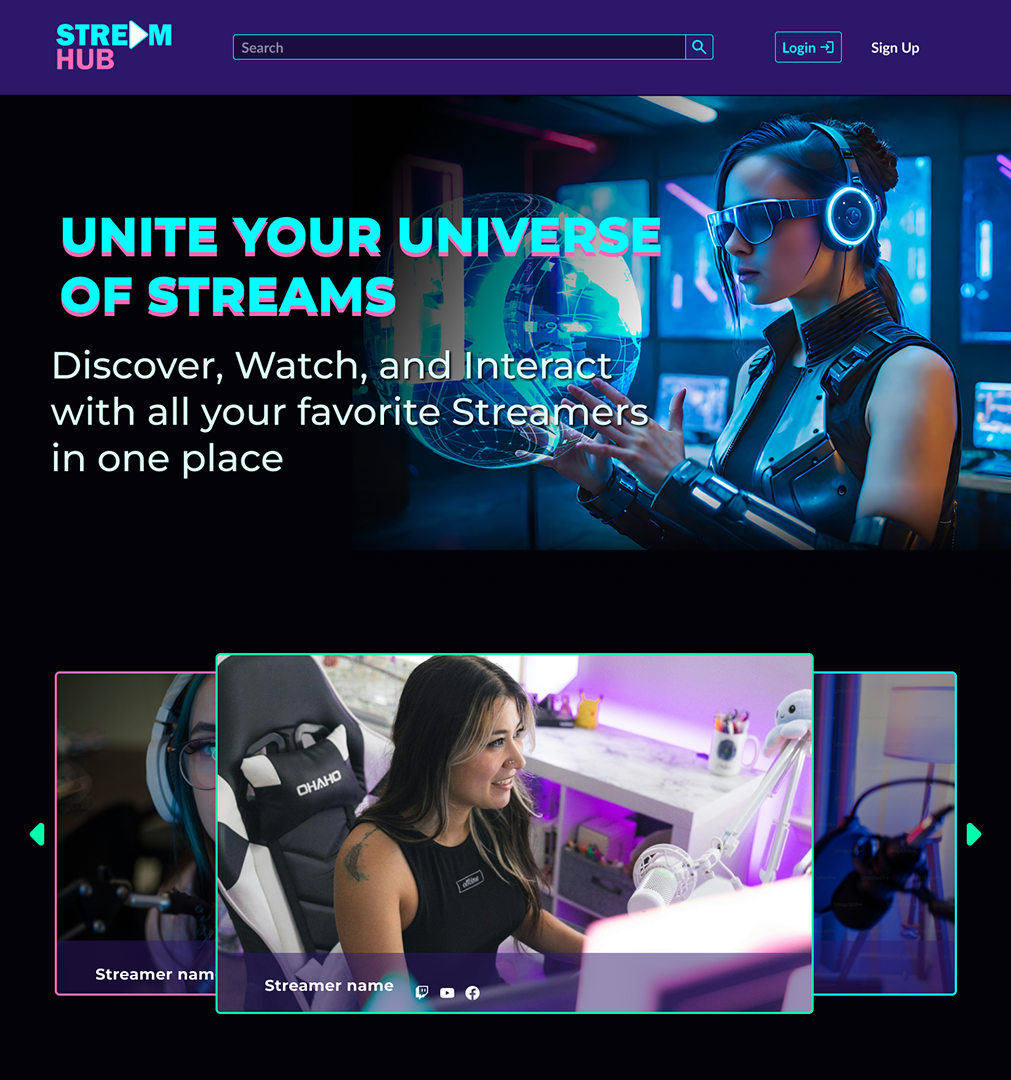 STREAM
HUB
Search
Login
Sign Up
UNITE YOUR UNIVERSE
OF STREAMS
Discover, Watch, and Interact
with all your favorite Streamers
in one place
OHAHO
offline
Streamer nam
Streamer name